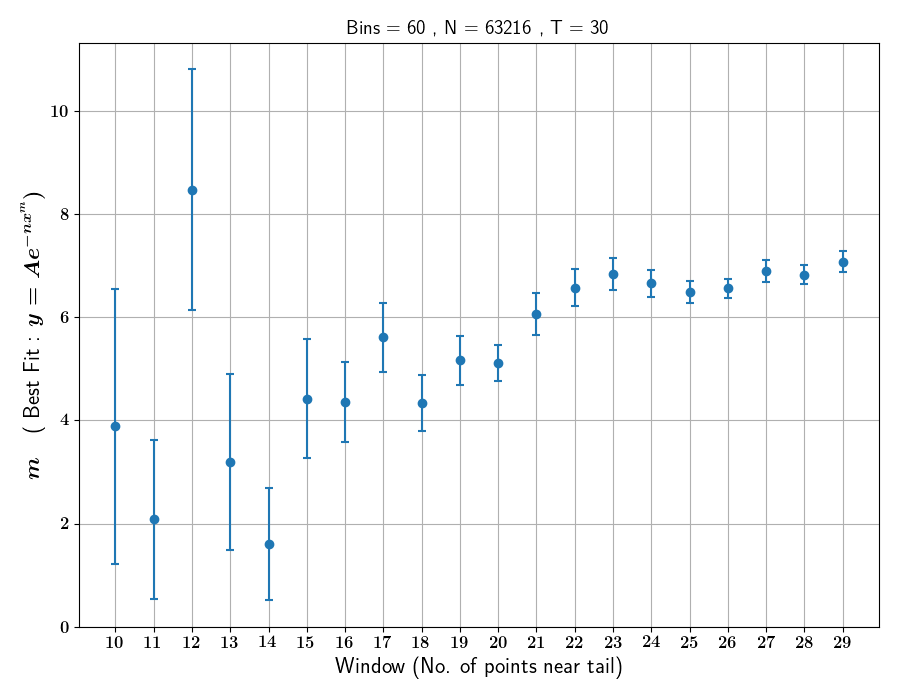 Bins = 60 , N = 63216 , T = 30
m ( Best Fit : y = Ae^{-nx^m} )
10
8
6
4
2
0
10 11 12 13 14 15 16 17 18 19 20 21 22 23 24 25 26 27 28 29
Window (No. of points near tail)